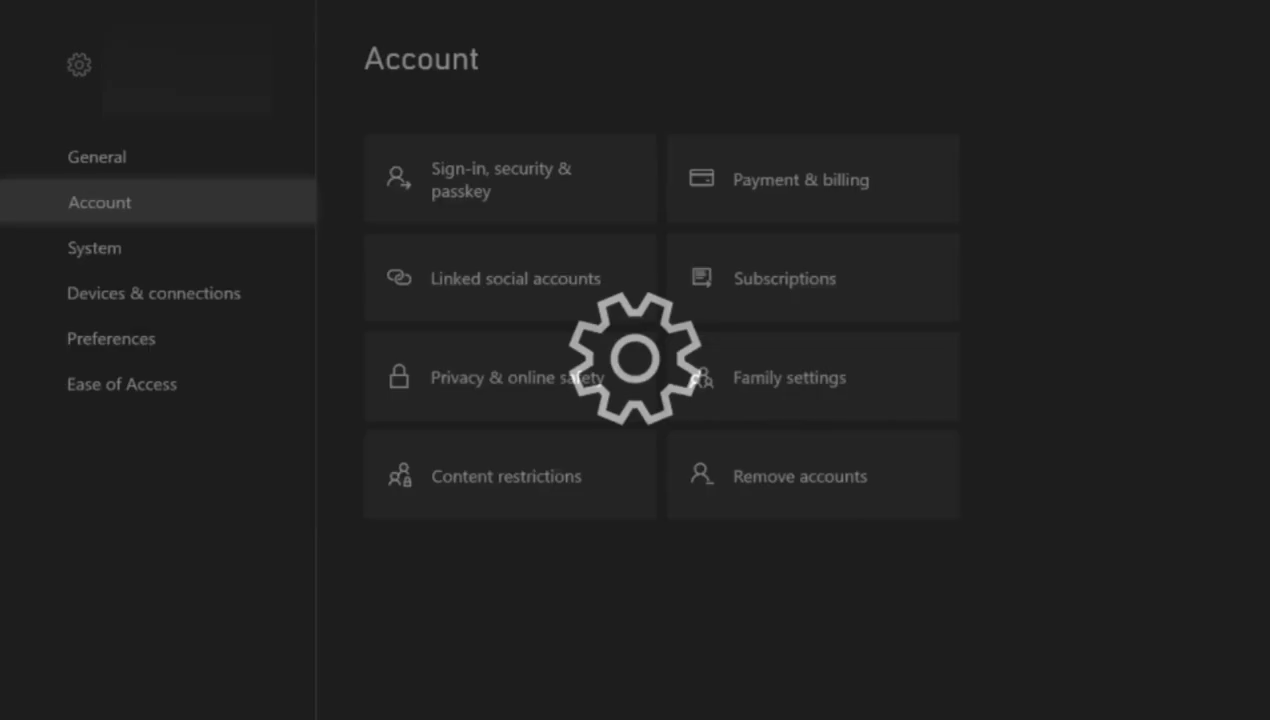 Account
General
Account
System
Devices & connections
Preferences
Ease of Access
Sign-in, security &
passkey
Payment & billing
Linked social accounts
Subscriptions
Privacy & online safety
Family settings
Content restrictions
Remove accounts